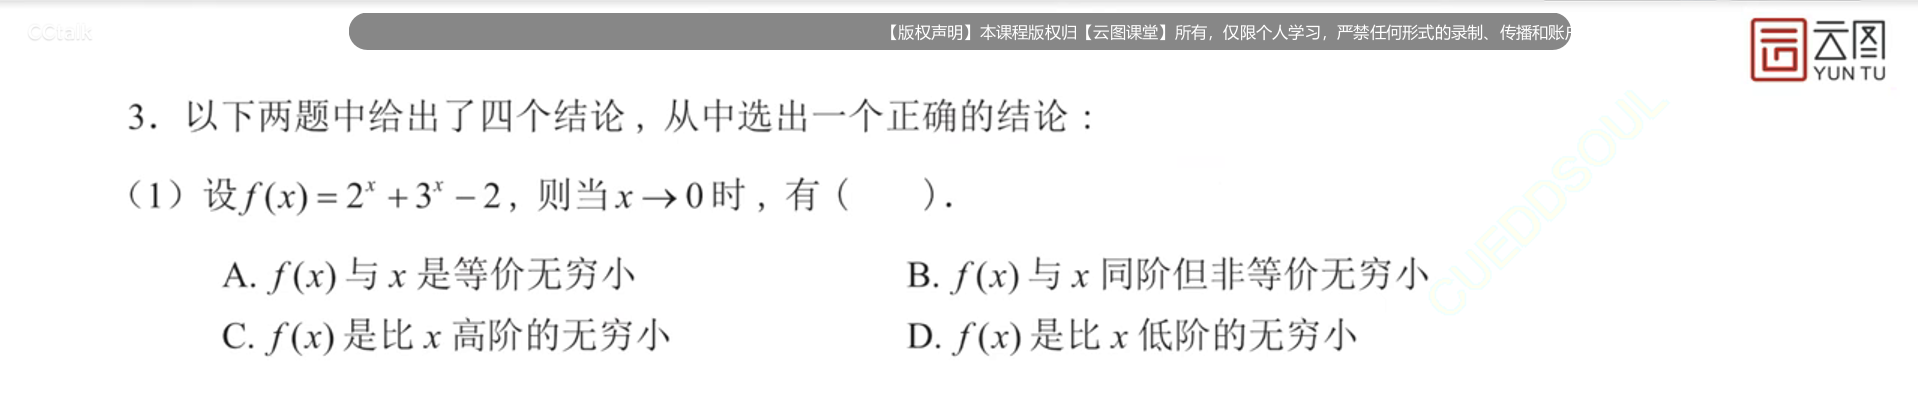 CCtalk
【版权声明】本课程版权归【云图课堂】所有，仅限个人学习，严禁任何形式的录制、传播和账户
云图
YUN TU
3. 以下两题中给出了四个结论，从中选出一个正确的结论：
（1）设f(x) = 2ˣ + 3ˣ − 2，则当 x → 0 时，有（　　）.
A. f(x) 与 x 是等价无穷小 B. f(x) 与 x 同阶但非等价无穷小
C. f(x) 是比 x 高阶的无穷小 D. f(x) 是比 x 低阶的无穷小
CUEDDSOUL